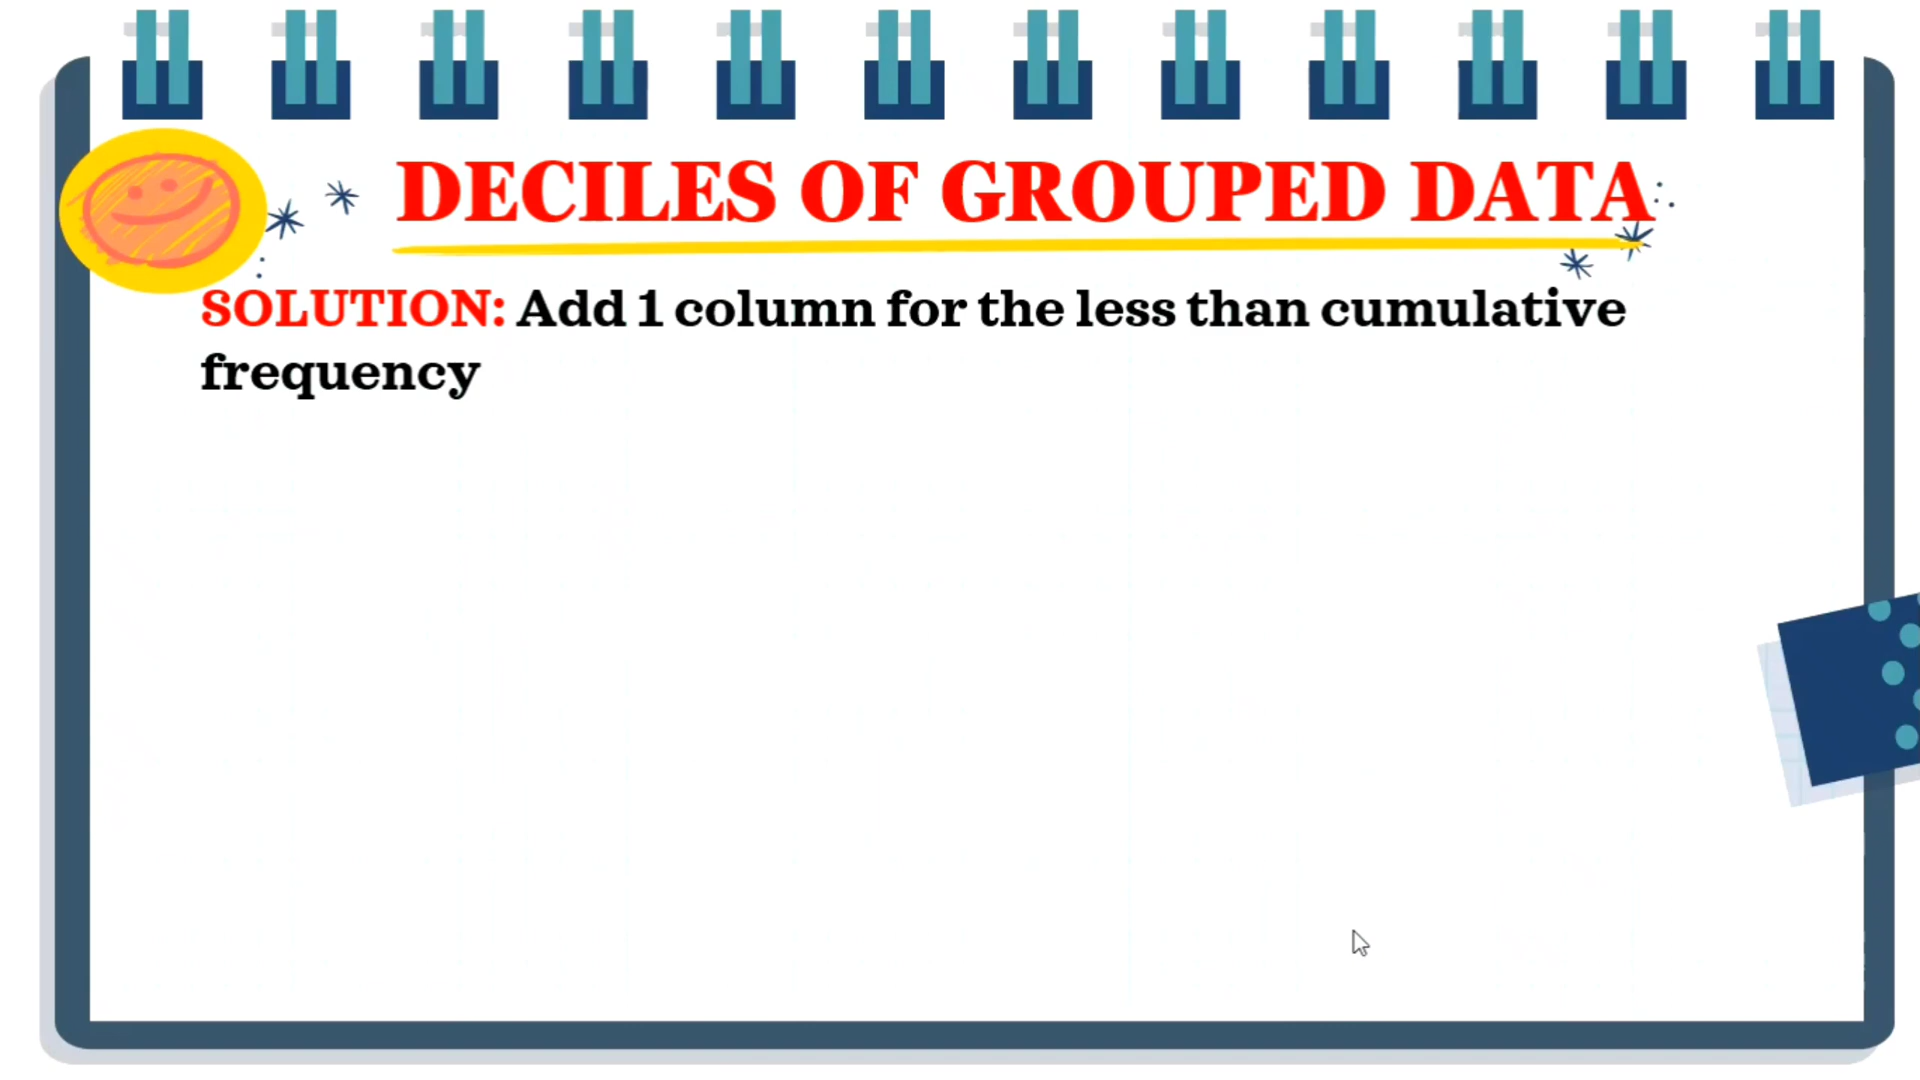 DECILES OF GROUPED DATA
SOLUTION: Add 1 column for the less than cumulative
frequency